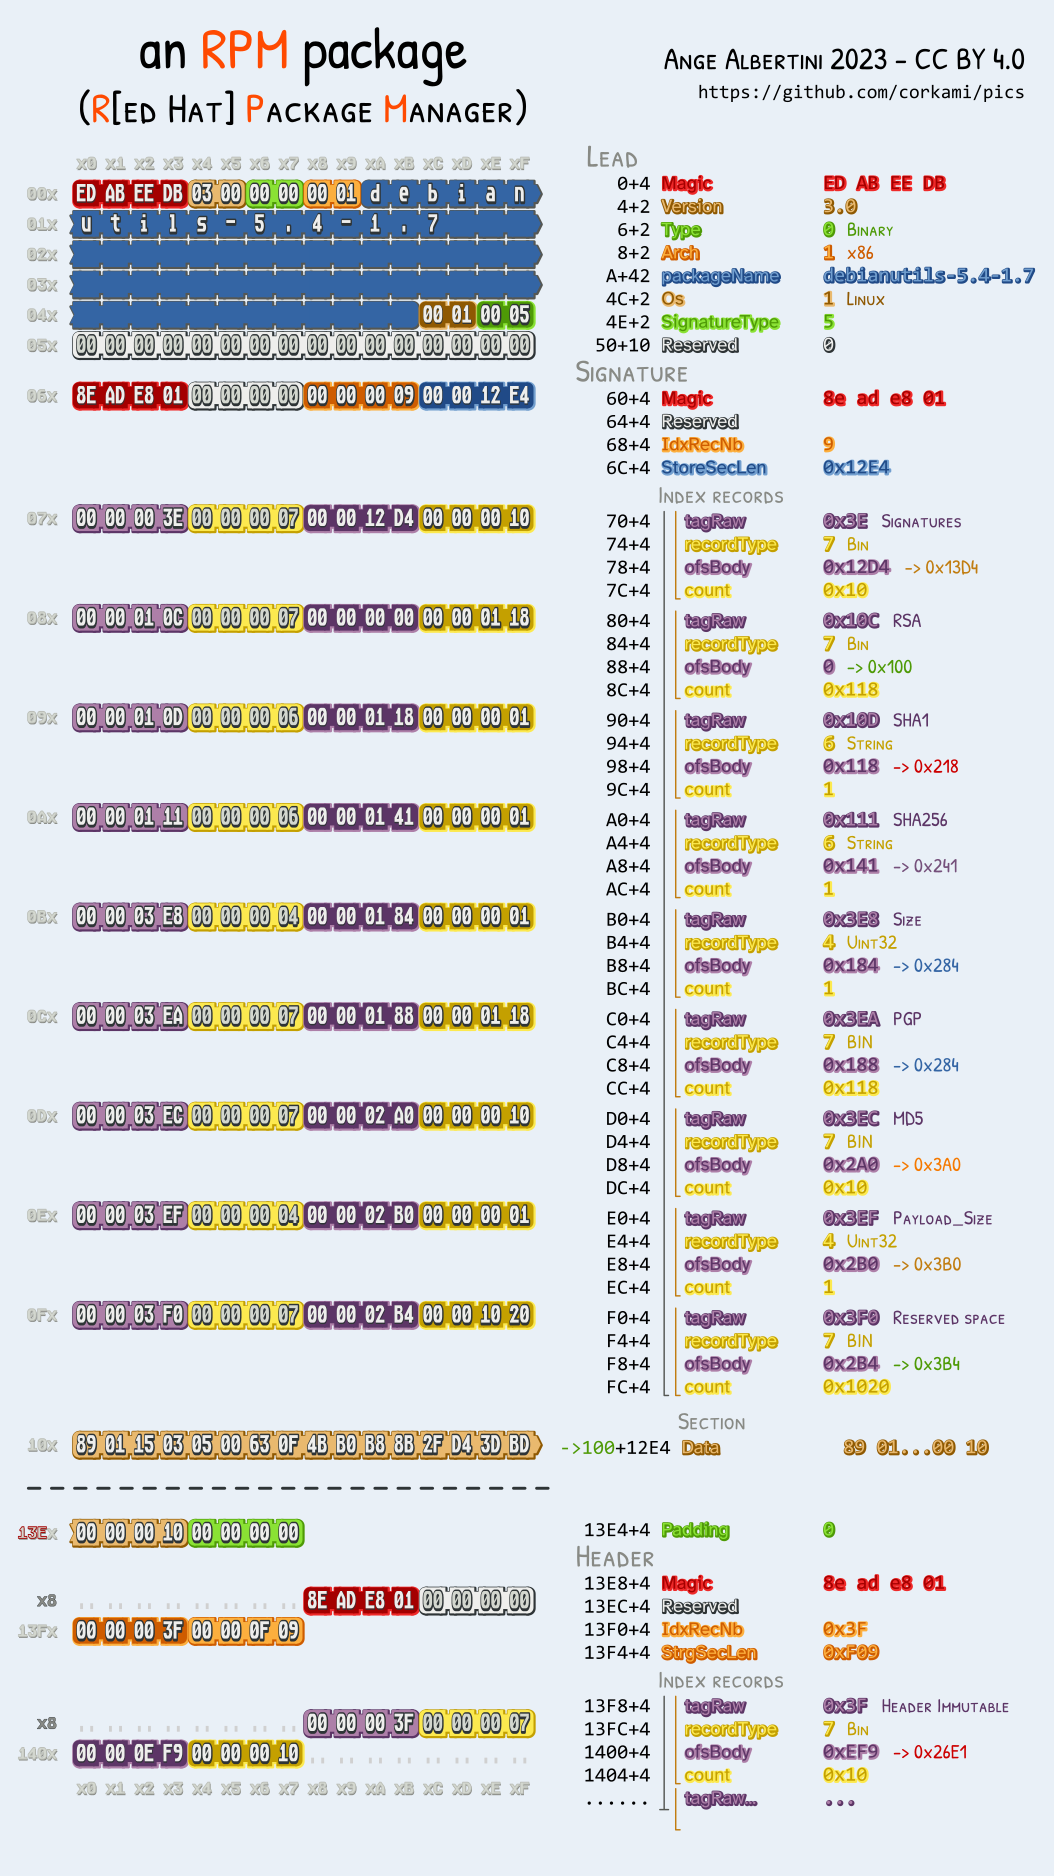 an RPM package
(R[ed Hat] Package Manager)
Ange Albertini 2023 - CC BY 4.0
https://github.com/corkami/pics
x0 x1 x2 x3 x4 x5 x6 x7 x8 x9 xA xB xC xD xE xF
00x ED AB EE DB 03 00 00 00 00 01 d e b i a n
01x u t i l s - 5 . 4 - 1 . 7
02x
03x
04x 00 01 00 05
05x 00 00 00 00 00 00 00 00 00 00 00 00 00 00 00 00
06x 8E AD E8 01 00 00 00 00 00 00 00 09 00 00 12 E4
07x 00 00 00 3E 00 00 00 07 00 00 12 D4 00 00 00 10
08x 00 00 01 0C 00 00 00 07 00 00 00 00 00 00 01 18
09x 00 00 01 0D 00 00 00 06 00 00 01 18 00 00 00 01
0Ax 00 00 01 11 00 00 00 06 00 00 01 41 00 00 00 01
0Bx 00 00 03 E8 00 00 00 04 00 00 01 84 00 00 00 01
0Cx 00 00 03 EA 00 00 00 07 00 00 01 88 00 00 01 18
0Dx 00 00 03 EC 00 00 00 07 00 00 02 A0 00 00 00 10
0Ex 00 00 03 EF 00 00 00 04 00 00 02 B0 00 00 00 01
0Fx 00 00 03 F0 00 00 00 07 00 00 02 B4 00 00 10 20
10x 89 01 15 03 05 00 63 0F 4B B0 B8 8B 2F D4 3D BD
13Ex 00 00 00 10 00 00 00 00
x8 .. .. .. .. .. .. .. .. 8E AD E8 01 00 00 00 00
13Fx 00 00 00 3F 00 00 0F 09
x8 .. .. .. .. .. .. .. .. 00 00 00 3F 00 00 00 07
140x 00 00 0E F9 00 00 00 10 .. .. .. .. .. .. .. ..
x0 x1 x2 x3 x4 x5 x6 x7 x8 x9 xA xB xC xD xE xF
Lead
0+4 Magic ED AB EE DB
4+2 Version 3.0
6+2 Type 0 Binary
8+2 Arch 1 x86
A+42 packageName debianutils-5.4-1.7
4C+2 Os 1 Linux
4E+2 SignatureType 5
50+10 Reserved 0
Signature
60+4 Magic 8e ad e8 01
64+4 Reserved
68+4 IdxRecNb 9
6C+4 StoreSecLen 0x12E4
Index records
70+4 tagRaw 0x3E Signatures
74+4 recordType 7 Bin
78+4 ofsBody 0x12D4 -> 0x13D4
7C+4 count 0x10
80+4 tagRaw 0x10C RSA
84+4 recordType 7 Bin
88+4 ofsBody 0 -> 0x100
8C+4 count 0x118
90+4 tagRaw 0x10D SHA1
94+4 recordType 6 String
98+4 ofsBody 0x118 -> 0x218
9C+4 count 1
A0+4 tagRaw 0x111 SHA256
A4+4 recordType 6 String
A8+4 ofsBody 0x141 -> 0x241
AC+4 count 1
B0+4 tagRaw 0x3E8 Size
B4+4 recordType 4 Uint32
B8+4 ofsBody 0x184 -> 0x284
BC+4 count 1
C0+4 tagRaw 0x3EA PGP
C4+4 recordType 7 BIN
C8+4 ofsBody 0x188 -> 0x284
CC+4 count 0x118
D0+4 tagRaw 0x3EC MD5
D4+4 recordType 7 BIN
D8+4 ofsBody 0x2A0 -> 0x3A0
DC+4 count 0x10
E0+4 tagRaw 0x3EF Payload_Size
E4+4 recordType 4 Uint32
E8+4 ofsBody 0x2B0 -> 0x3B0
EC+4 count 1
F0+4 tagRaw 0x3F0 Reserved space
F4+4 recordType 7 BIN
F8+4 ofsBody 0x2B4 -> 0x3B4
FC+4 count 0x1020
Section
->100+12E4 Data 89 01...00 10
13E4+4 Padding 0
Header
13E8+4 Magic 8e ad e8 01
13EC+4 Reserved
13F0+4 IdxRecNb 0x3F
13F4+4 StrgSecLen 0xF09
Index records
13F8+4 tagRaw 0x3F Header Immutable
13FC+4 recordType 7 Bin
1400+4 ofsBody 0xEF9 -> 0x26E1
1404+4 count 0x10
...... tagRaw... ...